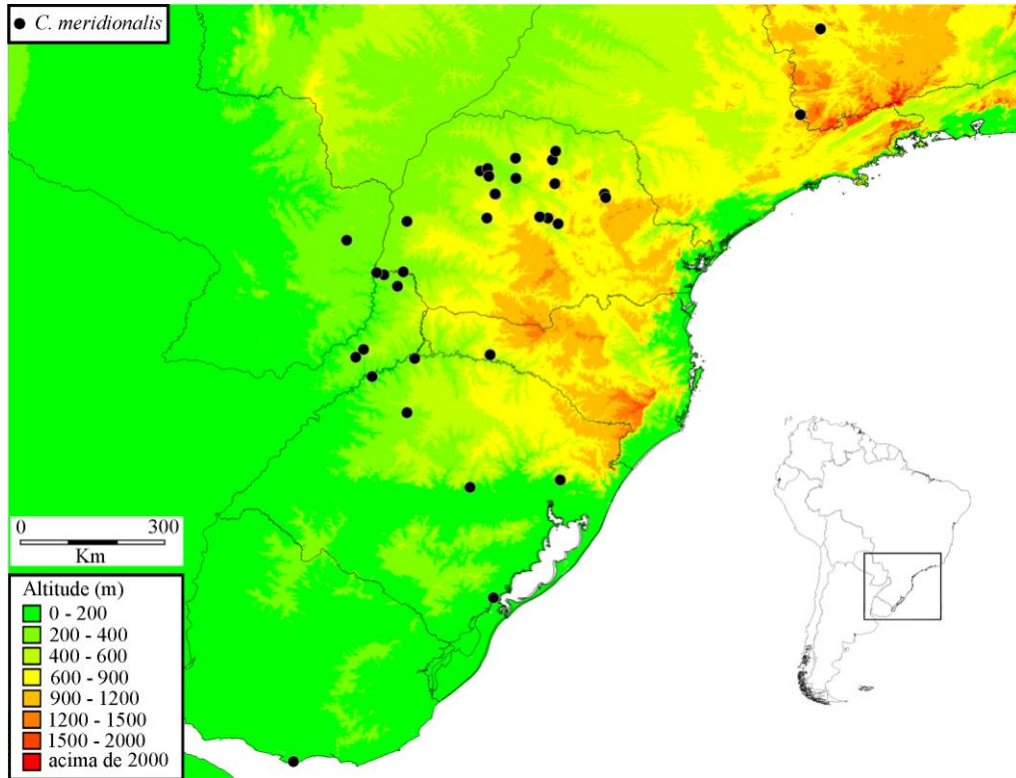 C. meridionalis
0 300
Km
Altitude (m)
0 - 200
200 - 400
400 - 600
600 - 900
900 - 1200
1200 - 1500
1500 - 2000
acima de 2000